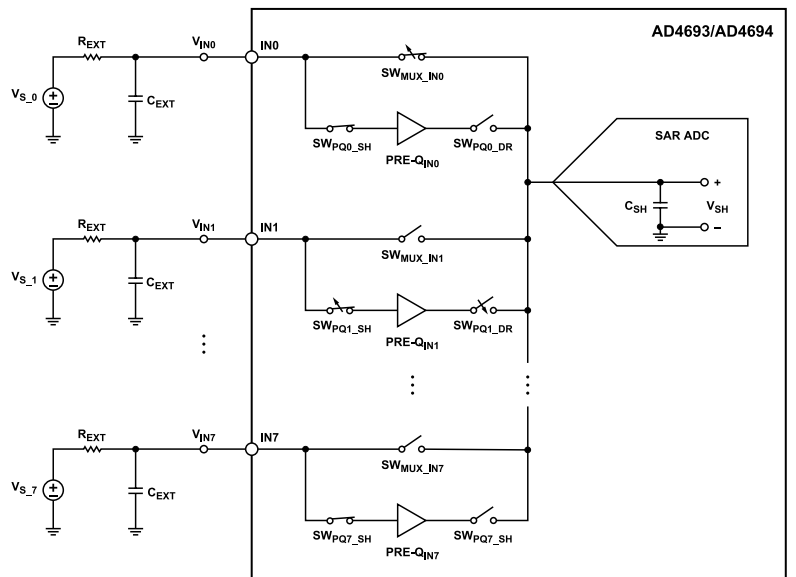 AD4693/AD4694
REXT
VS_0
CEXT
VIN0
IN0
SWMUX_IN0
SWPQ0_SH
PRE-QIN0
SWPQ0_DR
SAR ADC
CSH
+
VSH
−
REXT
VS_1
CEXT
VIN1
IN1
SWMUX_IN1
SWPQ1_SH
PRE-QIN1
SWPQ1_DR
REXT
VS_7
CEXT
VIN7
IN7
SWMUX_IN7
SWPQ7_SH
PRE-QIN7
SWPQ7_SH